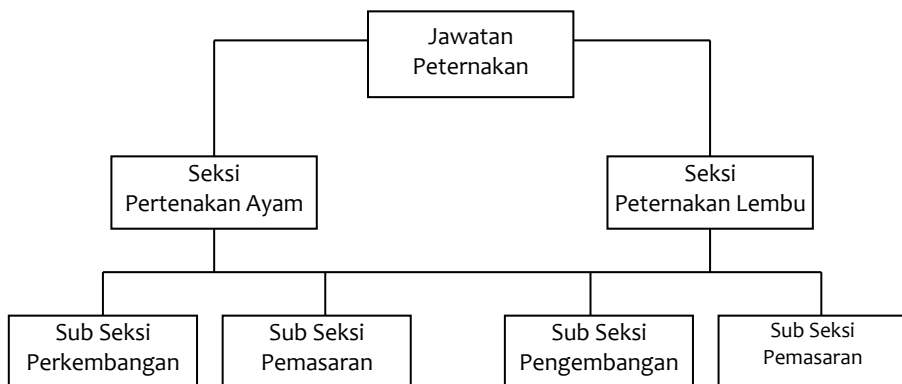 Jawatan
Peternakan
Seksi
Pertenakan Ayam
Seksi
Peternakan Lembu
Sub Seksi
Perkembangan
Sub Seksi
Pemasaran
Sub Seksi
Pengembangan
Sub Seksi
Pemasaran